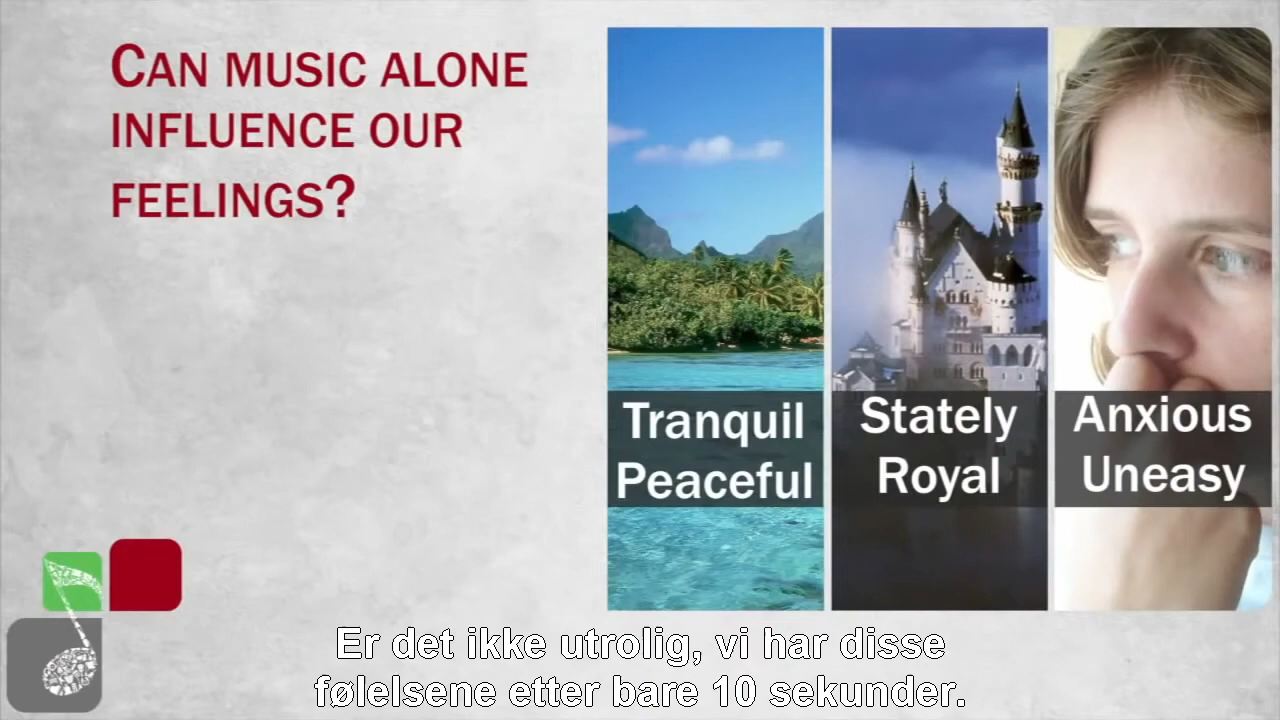 CAN MUSIC ALONE
INFLUENCE OUR
FEELINGS?
Tranquil
Peaceful
Stately
Royal
Anxious
Uneasy
Er det ikke utrolig, vi har disse
følelsene etter bare 10 sekunder.